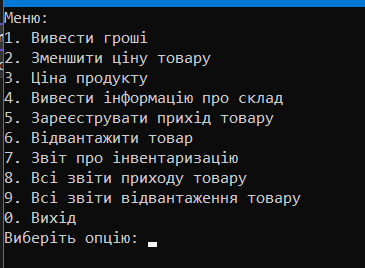 Меню:
1. Вивести гроші
2. Зменшити ціну товару
3. Ціна продукту
4. Вивести інформацію про склад
5. Зареєструвати прихід товару
6. Відвантажити товар
7. Звіт про інвентаризацію
8. Всі звіти приходу товару
9. Всі звіти відвантаження товару
0. Вихід
Виберіть опцію: